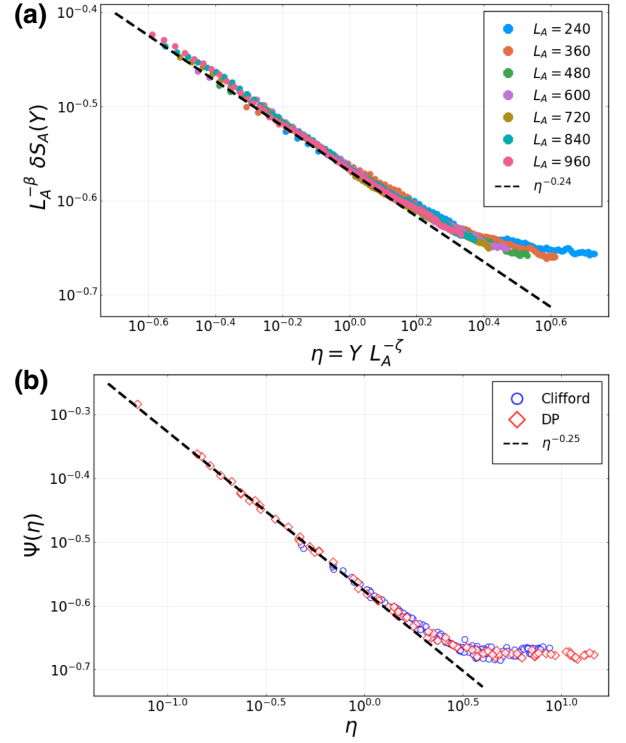 (a)
10^{-0.4}
10^{-0.5}
10^{-0.6}
10^{-0.7}
L_A^{-β} δS_A(Y)
L_A = 240
L_A = 360
L_A = 480
L_A = 600
L_A = 720
L_A = 840
L_A = 960
η^{-0.24}
10^{-0.6} 10^{-0.4} 10^{-0.2} 10^{0.0} 10^{0.2} 10^{0.4} 10^{0.6}
η = Y L_A^{-ζ}
(b)
10^{-0.3}
10^{-0.4}
10^{-0.5}
10^{-0.6}
10^{-0.7}
Ψ(η)
Clifford
DP
η^{-0.25}
10^{-1.0} 10^{-0.5} 10^{0.0} 10^{0.5} 10^{1.0}
η